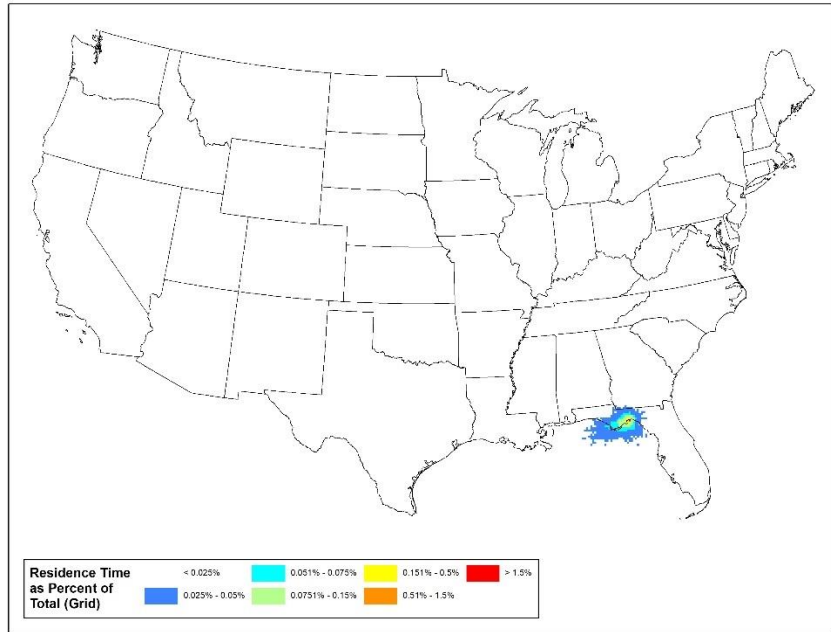 Residence Time
as Percent of
Total (Grid)
< 0.025%
0.051% - 0.075%
0.151% - 0.5%
> 1.5%
0.025% - 0.05%
0.0751% - 0.15%
0.51% - 1.5%